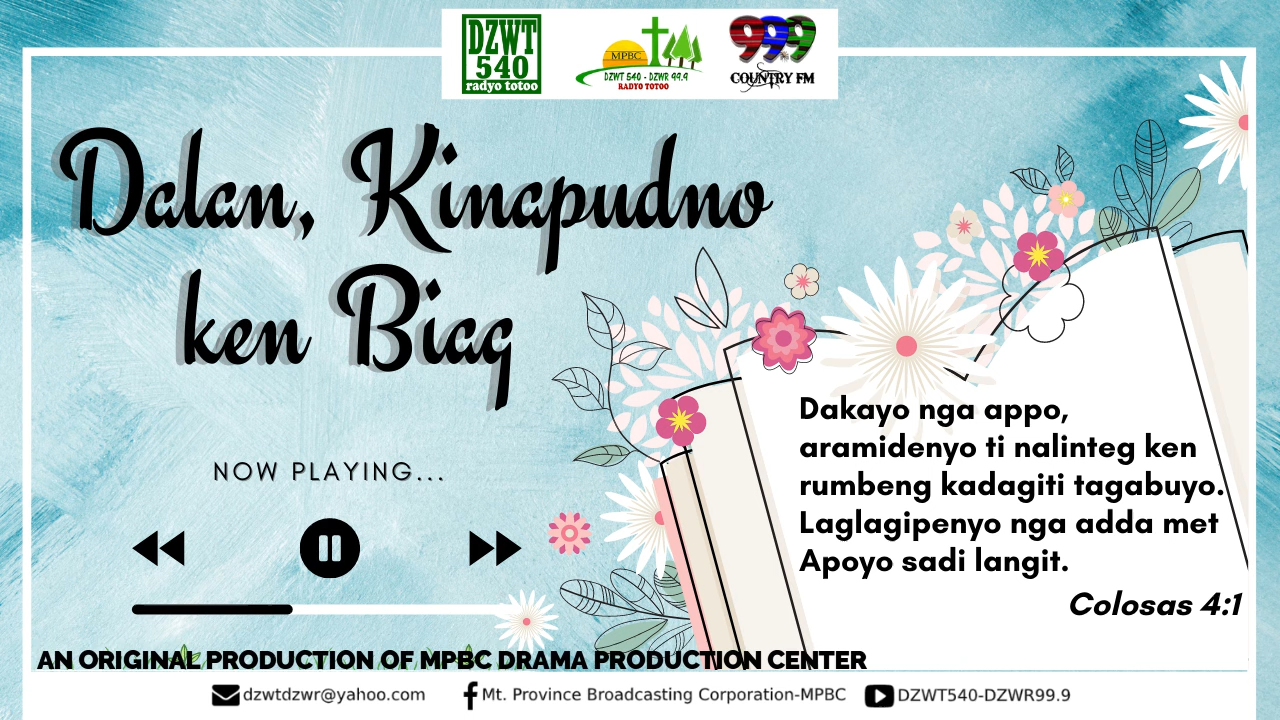 DZWT
540
radyo totoo
MPBC
DZWT 540 - DZWR 99.9
RADYO TOTOO
99.9
COUNTRY FM
Dalan, Kinapudno
ken Biag
NOW PLAYING...
Dakayo nga appo,
aramidenyo ti nalinteg ken
rumbeng kadagiti tagabuyo.
Laglagipenyo nga adda met
Apoyo sadi langit.
Colosas 4:1
AN ORIGINAL PRODUCTION OF MPBC DRAMA PRODUCTION CENTER
dzwtdzwr@yahoo.com
Mt. Province Broadcasting Corporation-MPBC
DZWT540-DZWR99.9